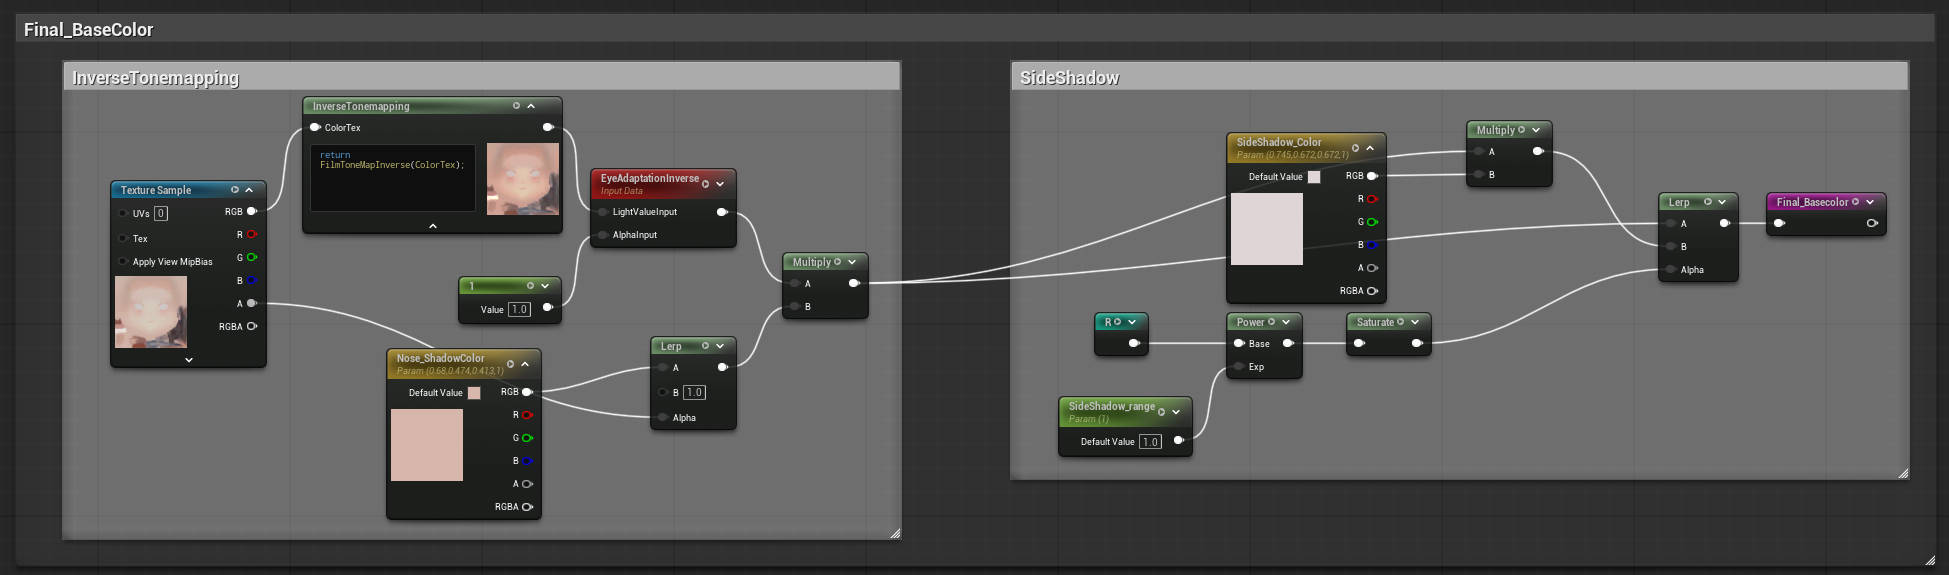 Final_BaseColor
InverseTonemapping
InverseTonemapping
ColorTex
return
FilmToneMapInverse(ColorTex);
Texture Sample
UVs 0
RGB
Tex
R
G
Apply View MipBias
B
A
RGBA
EyeAdaptationInverse
Input Data
LightValueInput
AlphaInput
1
Value 1.0
Nose_ShadowColor
Param (0.68,0.474,0.413,1)
Default Value
RGB
R
G
B
A
RGBA
Lerp
A
B 1.0
Alpha
Multiply
A
B
SideShadow
SideShadow_Color
Param (0.745,0.672,0.672,1)
Default Value
RGB
R
G
B
A
RGBA
Multiply
A
B
R
Power
Base
Exp
Saturate
SideShadow_range
Param (1)
Default Value 1.0
Lerp
A
B
Alpha
Final_Basecolor